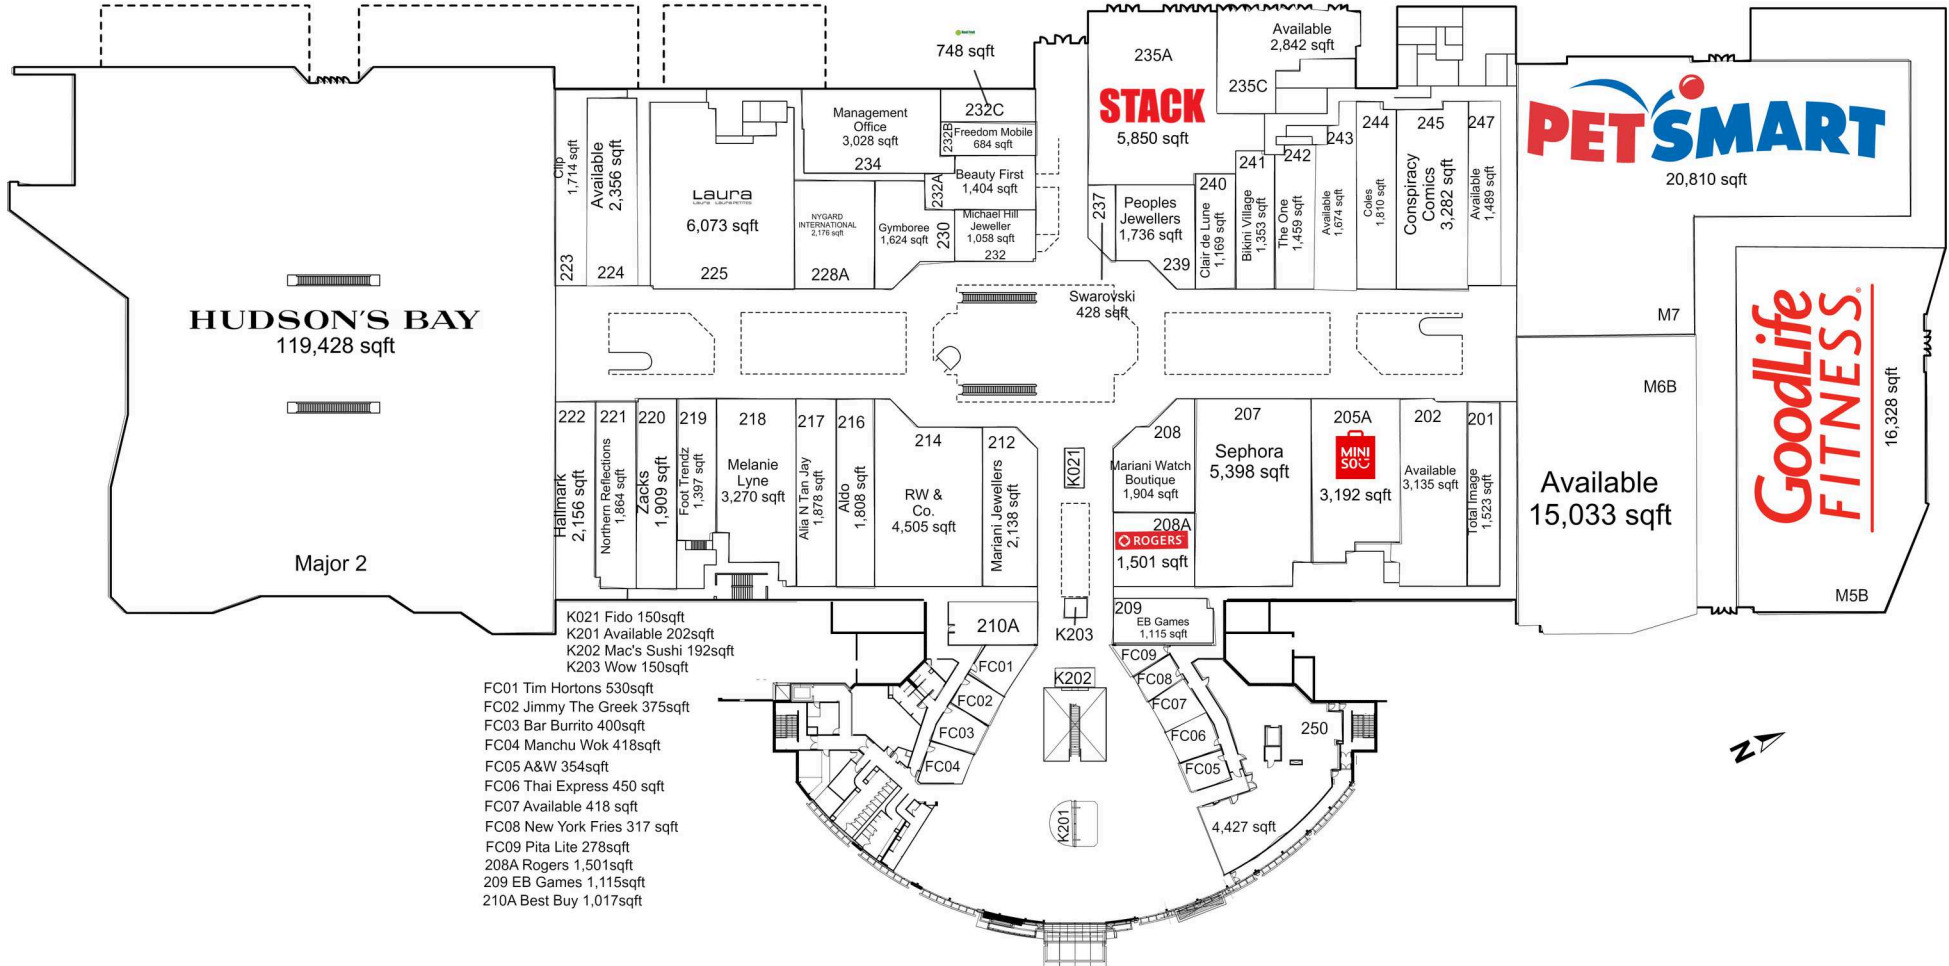 748 sqft
232C
232B
Freedom Mobile
684 sqft
Management
Office
3,028 sqft
234
232A
Beauty First
1,404 sqft
Michael Hill
Jeweller
1,058 sqft
232
230
Gymboree
1,624 sqft
NYGARD
INTERNATIONAL
2,176 sqft
228A
LAURA
LAURA LAURA PETITES
6,073 sqft
225
Available
2,356 sqft
224
Clip
1,714 sqft
223
235A
STACK
5,850 sqft
Available
2,842 sqft
235C
237
Swarovski
428 sqft
Peoples
Jewellers
1,736 sqft
239
240
Clair de Lune
1,169 sqft
241
Bikini Village
1,353 sqft
242
The One
1,459 sqft
243
Available
1,674 sqft
244
Coles
1,810 sqft
245
Conspiracy
Comics
3,282 sqft
247
Available
1,489 sqft
PETSMART
20,810 sqft
M7
HUDSON'S BAY
119,428 sqft
Major 2
GoodLife
FITNESS
16,328 sqft
M5B
M6B
Available
15,033 sqft
222
Hallmark
2,156 sqft
221
Northern Reflections
1,864 sqft
220
Zacks
1,909 sqft
219
Foot Trendz
1,397 sqft
218
Melanie
Lyne
3,270 sqft
217
Alia N Tan Jay
1,878 sqft
216
Aldo
1,808 sqft
214
RW &
Co.
4,505 sqft
212
Mariani Jewellers
2,138 sqft
K021
208
Mariani Watch
Boutique
1,904 sqft
208A
ROGERS
1,501 sqft
207
Sephora
5,398 sqft
205A
MINI
SO
3,192 sqft
202
Available
3,135 sqft
201
Total Image
1,523 sqft
210A
K203
209
EB Games
1,115 sqft
FC01
FC02
FC03
FC04
K202
K201
FC09
FC08
FC07
FC06
FC05
250
4,427 sqft
N
K021 Fido 150sqft
K201 Available 202sqft
K202 Mac's Sushi 192sqft
K203 Wow 150sqft
FC01 Tim Hortons 530sqft
FC02 Jimmy The Greek 375sqft
FC03 Bar Burrito 400sqft
FC04 Manchu Wok 418sqft
FC05 A&W 354sqft
FC06 Thai Express 450 sqft
FC07 Available 418 sqft
FC08 New York Fries 317 sqft
FC09 Pita Lite 278sqft
208A Rogers 1,501sqft
209 EB Games 1,115sqft
210A Best Buy 1,017sqft